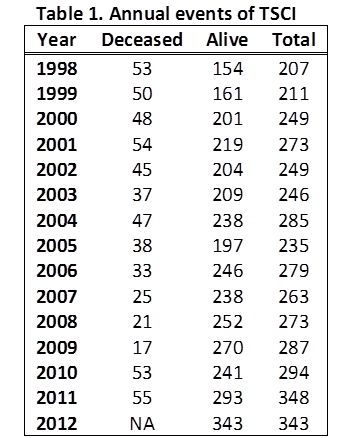 Table 1. Annual events of TSCI
Year Deceased Alive Total
1998 53 154 207
1999 50 161 211
2000 48 201 249
2001 54 219 273
2002 45 204 249
2003 37 209 246
2004 47 238 285
2005 38 197 235
2006 33 246 279
2007 25 238 263
2008 21 252 273
2009 17 270 287
2010 53 241 294
2011 55 293 348
2012 NA 343 343